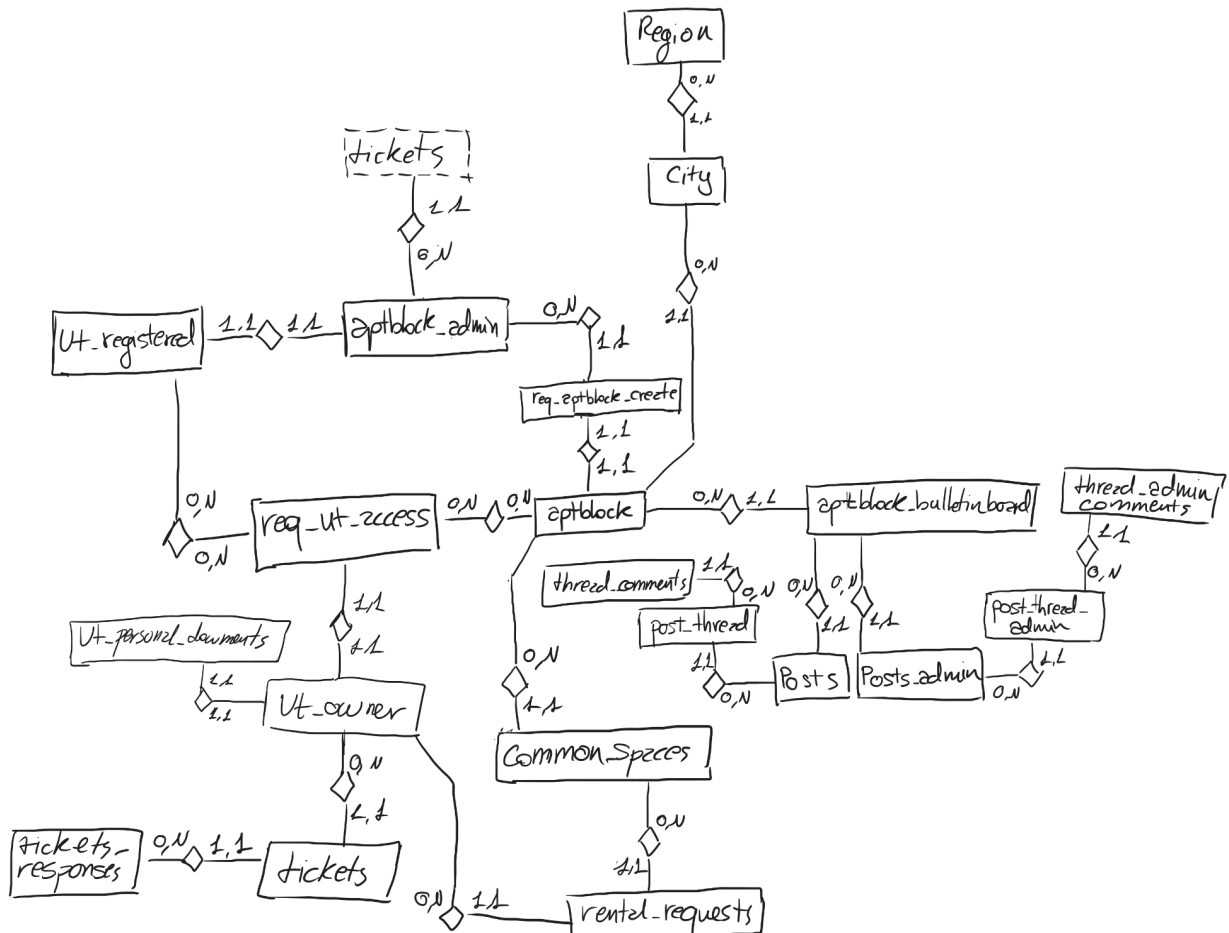 Region
0,N
1,1
City
0,N
1,1
tickets
1,1
0,N
Ut_registered
1,1
1,1
aptblock_admin
0,N
1,1
req_aptblock_create
1,1
1,1
0,N
0,N
req_ut_access
0,N
0,N
aptblock
0,N
1,1
aptblock_bulletinboard
thread_admin_
comments
1,1
0,N
post_thread_
admin
1,1
0,N
thread_comments
1,1
0,N
post_thread
1,1
0,N
0,N
1,1
Posts
0,N
1,1
Posts_admin
1,1
1,1
Ut_personal_documents
1,1
1,1
Ut_owner
0,N
1,1
Common_Spaces
0,N
1,1
0,N
1,1
tickets_
responses
0,N
1,1
tickets
0,N
1,1
rental_requests